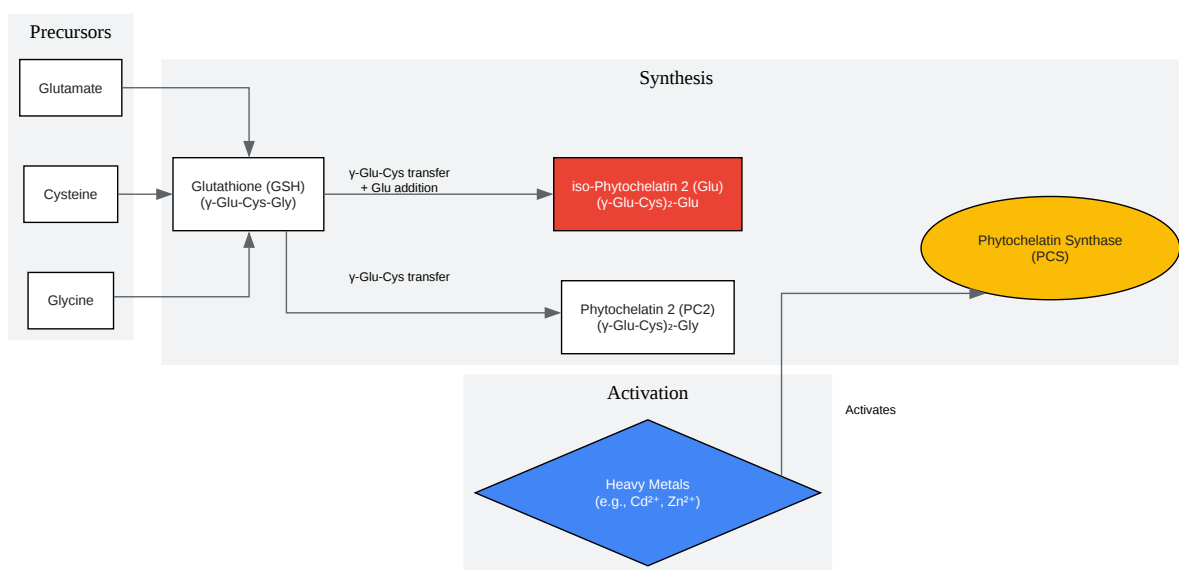 Precursors
Glutamate
Cysteine
Glycine
Synthesis
Glutathione (GSH)
(γ-Glu-Cys-Gly)
γ-Glu-Cys transfer
+ Glu addition
iso-Phytochelatin 2 (Glu)
(γ-Glu-Cys)₂-Glu
γ-Glu-Cys transfer
Phytochelatin 2 (PC2)
(γ-Glu-Cys)₂-Gly
Phytochelatin Synthase
(PCS)
Activation
Activates
Heavy Metals
(e.g., Cd²⁺, Zn²⁺)